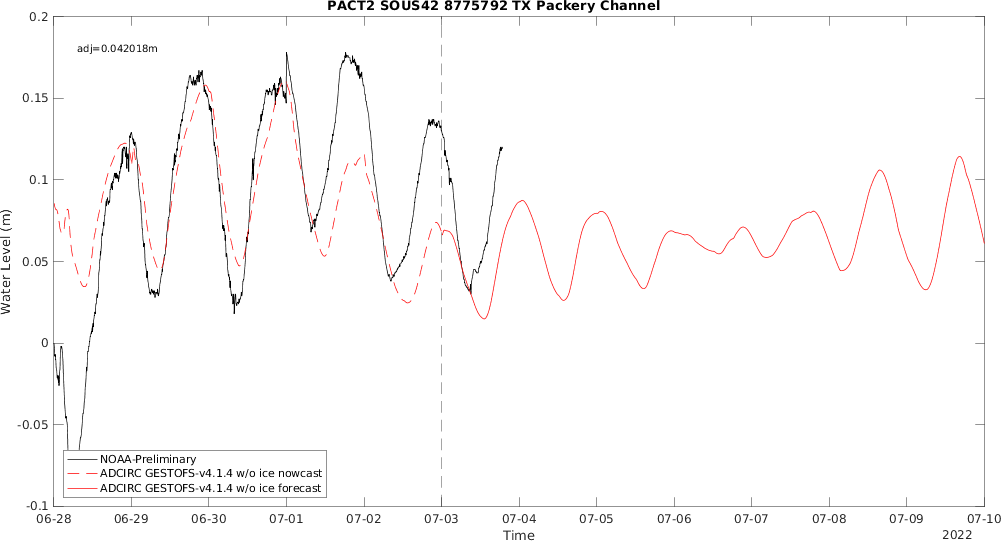 PACT2 SOUS42 8775792 TX Packery Channel
adj=0.042018m
0.2
0.15
0.1
0.05
0
-0.05
-0.1
Water Level (m)
NOAA-Preliminary
ADCIRC GESTOFS-v4.1.4 w/o ice nowcast
ADCIRC GESTOFS-v4.1.4 w/o ice forecast
06-28 06-29 06-30 07-01 07-02 07-03 07-04 07-05 07-06 07-07 07-08 07-09 07-10
Time
2022